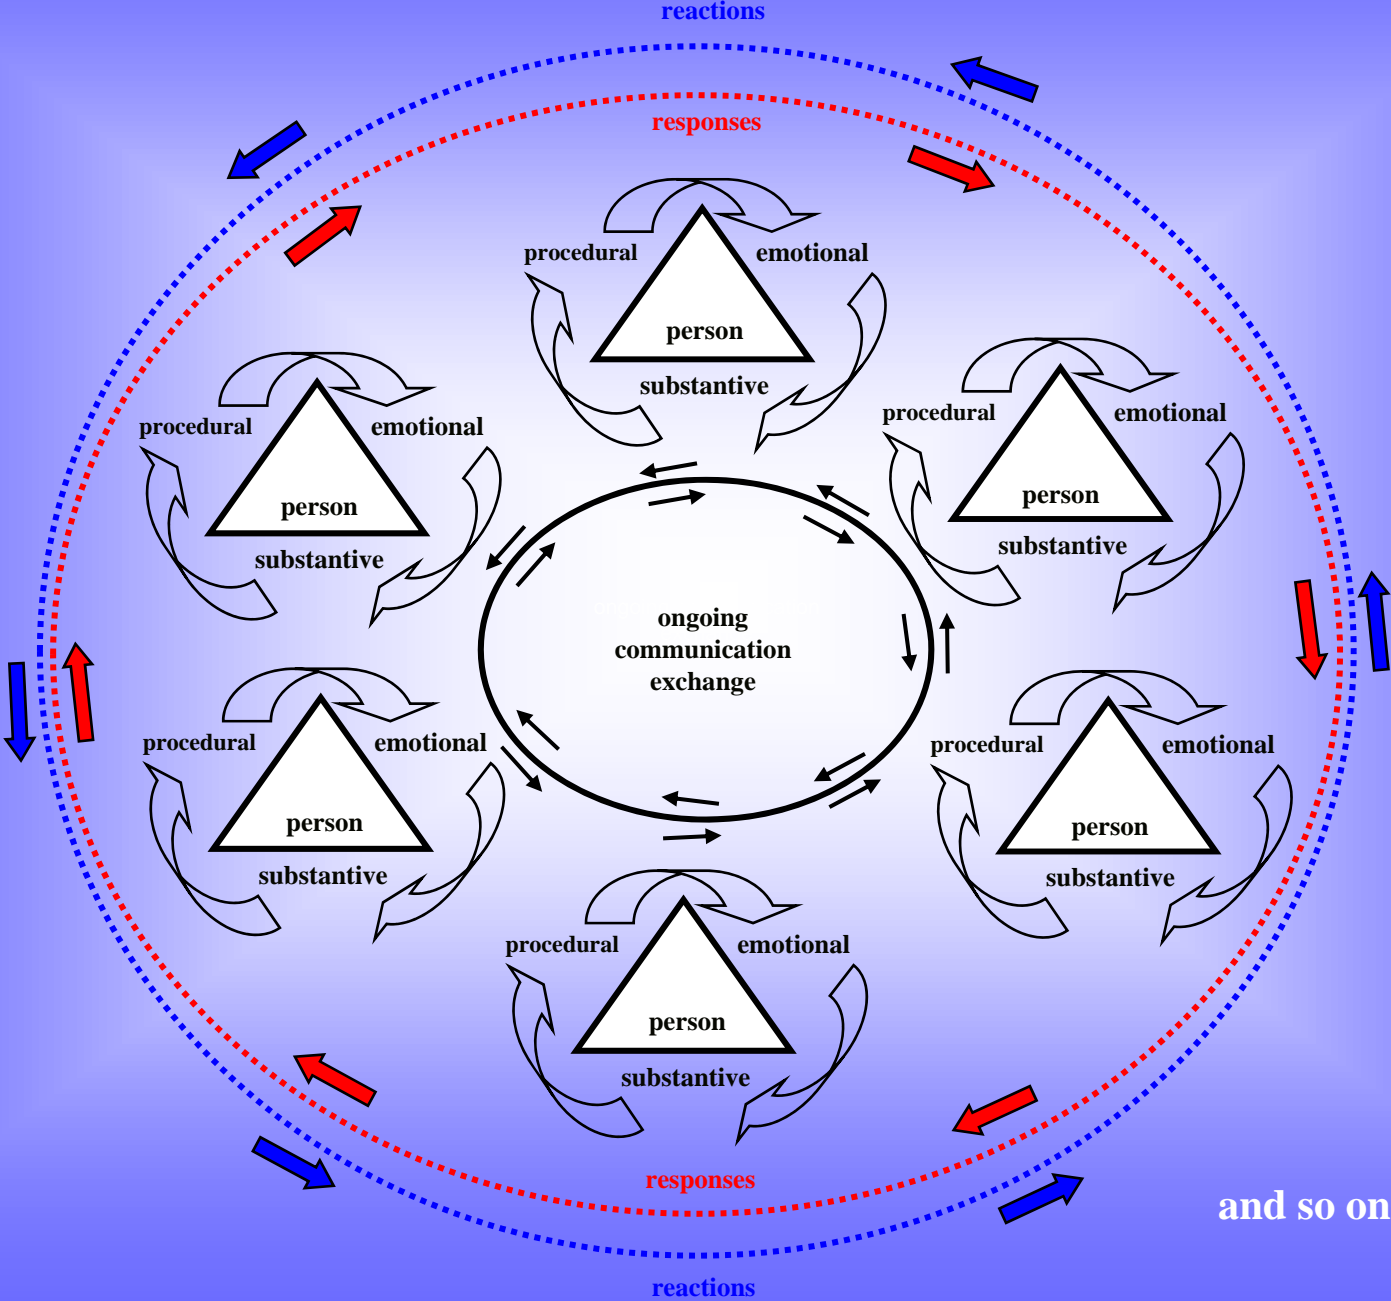 reactions
responses
procedural
emotional
person
substantive
procedural
emotional
person
substantive
procedural
emotional
person
substantive
ongoing
communication
exchange
procedural
emotional
person
substantive
procedural
emotional
person
substantive
procedural
emotional
person
substantive
responses
and so on
reactions